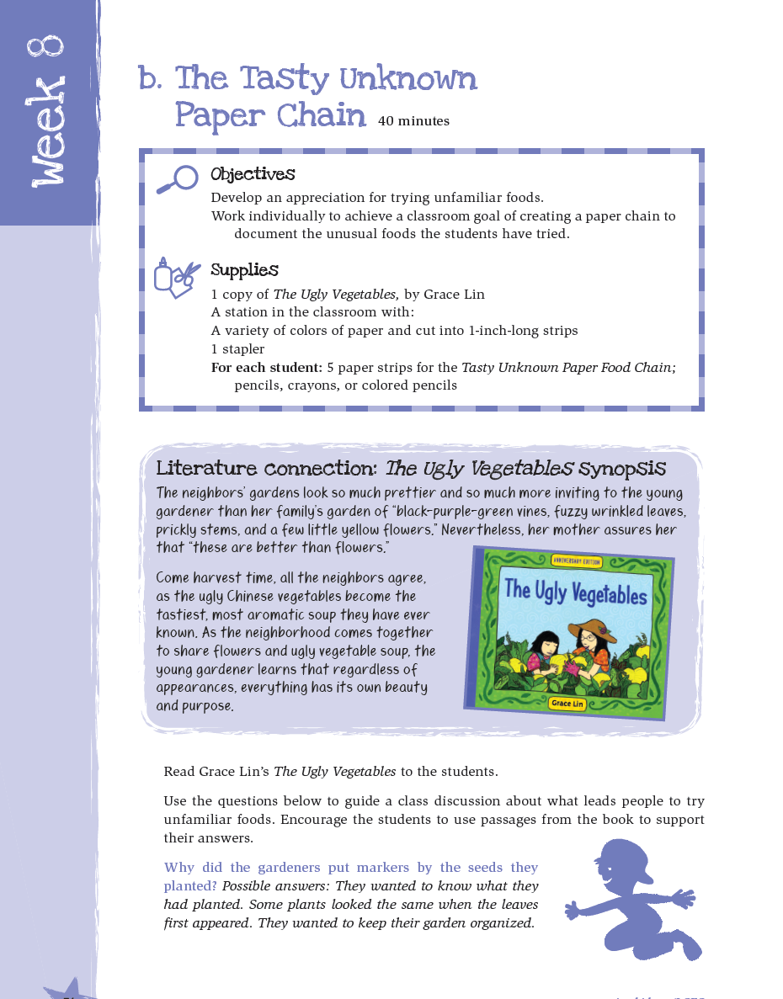 Week 8
b. The Tasty Unknown
Paper Chain 40 minutes
Objectives
Develop an appreciation for trying unfamiliar foods.
Work individually to achieve a classroom goal of creating a paper chain to
document the unusual foods the students have tried.
Supplies
1 copy of The Ugly Vegetables, by Grace Lin
A station in the classroom with:
A variety of colors of paper and cut into 1-inch-long strips
1 stapler
For each student: 5 paper strips for the Tasty Unknown Paper Food Chain;
pencils, crayons, or colored pencils
Literature connection: The Ugly Vegetables synopsis
The neighbors’ gardens look so much prettier and so much more inviting to the young
gardener than her family’s garden of “black-purple-green vines, fuzzy wrinkled leaves,
prickly stems, and a few little yellow flowers.” Nevertheless, her mother assures her
that “these are better than flowers.”
Come harvest time, all the neighbors agree,
as the ugly Chinese vegetables become the
tastiest, most aromatic soup they have ever
known. As the neighborhood comes together
to share flowers and ugly vegetable soup, the
young gardener learns that regardless of
appearances, everything has its own beauty
and purpose.
ANNIVERSARY EDITION
The Ugly Vegetables
Grace Lin
Read Grace Lin’s The Ugly Vegetables to the students.
Use the questions below to guide a class discussion about what leads people to try
unfamiliar foods. Encourage the students to use passages from the book to support
their answers.
Why did the gardeners put markers by the seeds they
planted? Possible answers: They wanted to know what they
had planted. Some plants looked the same when the leaves
first appeared. They wanted to keep their garden organized.